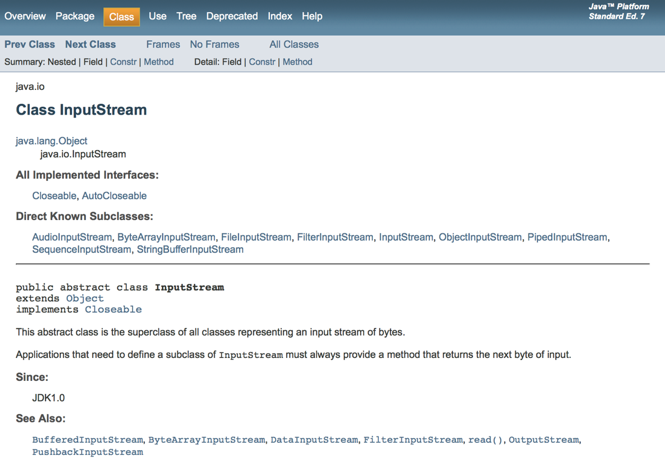 Overview Package Class Use Tree Deprecated Index Help
Java™ Platform
Standard Ed. 7
Prev Class Next Class Frames No Frames All Classes
Summary: Nested | Field | Constr | Method Detail: Field | Constr | Method
java.io
Class InputStream
java.lang.Object
java.io.InputStream
All Implemented Interfaces:
Closeable, AutoCloseable
Direct Known Subclasses:
AudioInputStream, ByteArrayInputStream, FileInputStream, FilterInputStream, InputStream, ObjectInputStream, PipedInputStream,
SequenceInputStream, StringBufferInputStream
public abstract class InputStream
extends Object
implements Closeable
This abstract class is the superclass of all classes representing an input stream of bytes.
Applications that need to define a subclass of InputStream must always provide a method that returns the next byte of input.
Since:
JDK1.0
See Also:
BufferedInputStream, ByteArrayInputStream, DataInputStream, FilterInputStream, read(), OutputStream,
PushbackInputStream